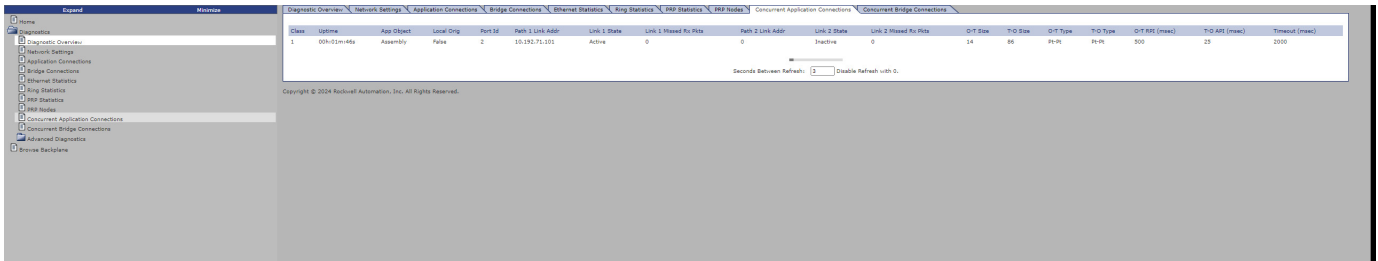 Expand Minimize
Home
Diagnostics
Diagnostic Overview
Network Settings
Application Connections
Bridge Connections
Ethernet Statistics
Ring Statistics
PRP Statistics
PRP Nodes
Concurrent Application Connections
Concurrent Bridge Connections
Advanced Diagnostics
Browse Backplane
Diagnostic Overview Network Settings Application Connections Bridge Connections Ethernet Statistics Ring Statistics PRP Statistics PRP Nodes Concurrent Application Connections Concurrent Bridge Connections
Class Uptime App Object Local Orig Port Id Path 1 Link Addr Link 1 State Link 1 Missed Rx Pkts Path 2 Link Addr Link 2 State Link 2 Missed Rx Pkts O-T Size T-O Size O-T Type T-O Type O-T RPI (msec) T-O API (msec) Timeout (msec)
1 00h:01m:46s Assembly False 2 10.192.71.101 Active 0 0 Inactive 0 14 86 Pt-Pt Pt-Pt 500 25 2000
Seconds Between Refresh: 3 Disable Refresh with 0.
Copyright © 2024 Rockwell Automation, Inc. All Rights Reserved.